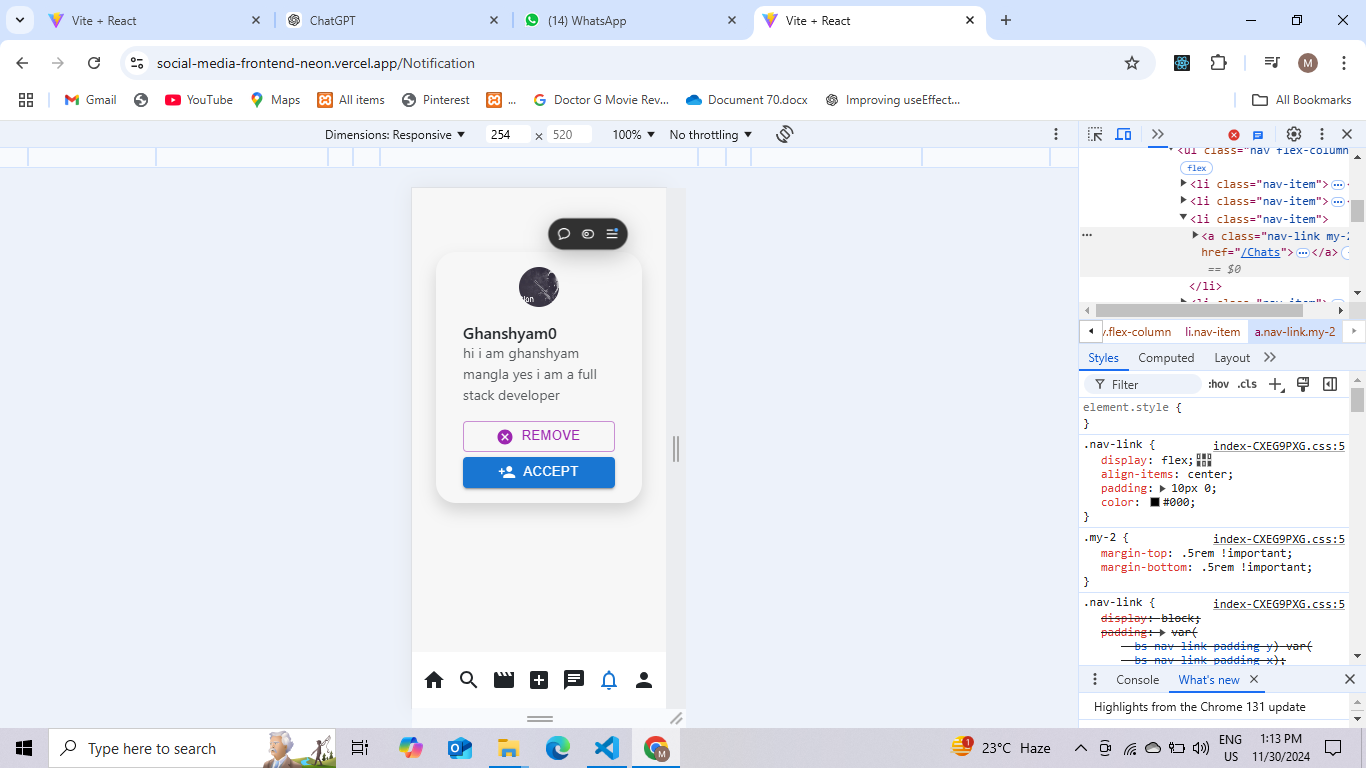 Vite + React
ChatGPT
(14) WhatsApp
Vite + React
social-media-frontend-neon.vercel.app/Notification
M
Gmail
YouTube
Maps
All items
Pinterest
...
Doctor G Movie Rev...
Document 70.docx
Improving useEffect...
All Bookmarks
Dimensions: Responsive
254 × 520
100%
No throttling
Ghanshyam0
hi i am ghanshyam
mangla yes i am a full
stack developer
REMOVE
ACCEPT
<ul class="nav flex-column
flex
<li class="nav-item">
<li class="nav-item">
<li class="nav-item">
<a class="nav-link my-2
href="/Chats"> </a>
== $0
</li>
.flex-column li.nav-item a.nav-link.my-2
Styles Computed Layout
Filter :hov .cls
element.style {
}
.nav-link { index-CXEG9PXG.css:5
display: flex;
align-items: center;
padding: 10px 0;
color: #000;
}
.my-2 { index-CXEG9PXG.css:5
margin-top: .5rem !important;
margin-bottom: .5rem !important;
}
.nav-link { index-CXEG9PXG.css:5
display: block;
padding: var(
--bs-nav-link-padding-y) var(
--bs-nav-link-padding-x);
Console What's new
Highlights from the Chrome 131 update
Type here to search
1
23°C Haze
ENG
US
1:13 PM
11/30/2024